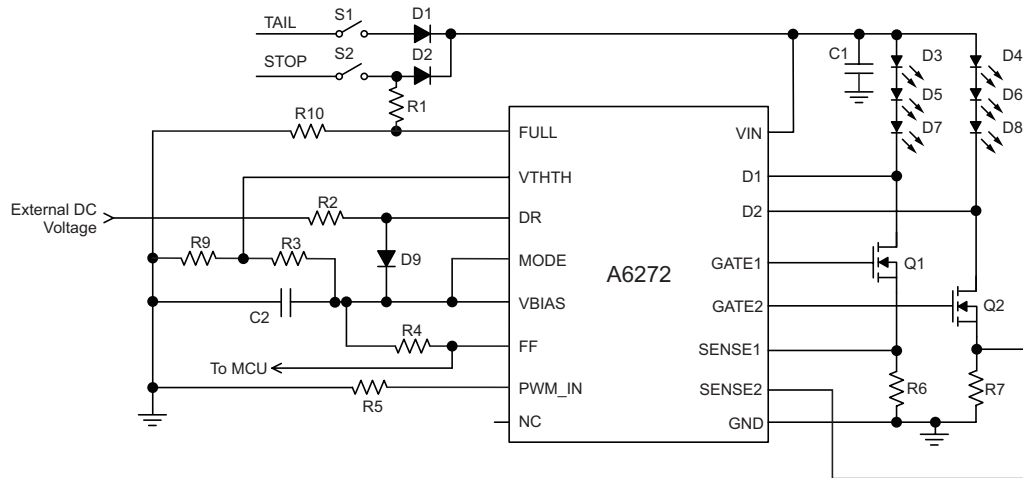 TAIL
S1
D1
STOP
S2
D2
R1
C1
D3
D4
D5
D6
D7
D8
R10
FULL
VIN
VTHTH
D1
External DC
Voltage
R2
DR
D2
R9
R3
D9
MODE
A6272
GATE1
Q1
C2
VBIAS
GATE2
Q2
R4
FF
SENSE1
To MCU
R5
PWM_IN
SENSE2
R6
R7
NC
GND